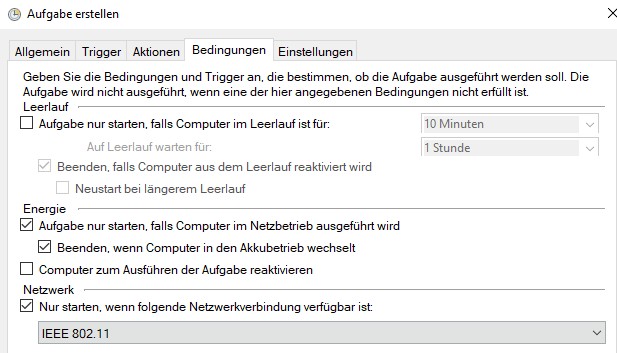 Aufgabe erstellen
Allgemein Trigger Aktionen Bedingungen Einstellungen
Geben Sie die Bedingungen und Trigger an, die bestimmen, ob die Aufgabe ausgeführt werden soll. Die
Aufgabe wird nicht ausgeführt, wenn eine der hier angegebenen Bedingungen nicht erfüllt ist.
Leerlauf
Aufgabe nur starten, falls Computer im Leerlauf ist für: 10 Minuten
Auf Leerlauf warten für: 1 Stunde
Beenden, falls Computer aus dem Leerlauf reaktiviert wird
Neustart bei längerem Leerlauf
Energie
Aufgabe nur starten, falls Computer im Netzbetrieb ausgeführt wird
Beenden, wenn Computer in den Akkubetrieb wechselt
Computer zum Ausführen der Aufgabe reaktivieren
Netzwerk
Nur starten, wenn folgende Netzwerkverbindung verfügbar ist:
IEEE 802.11